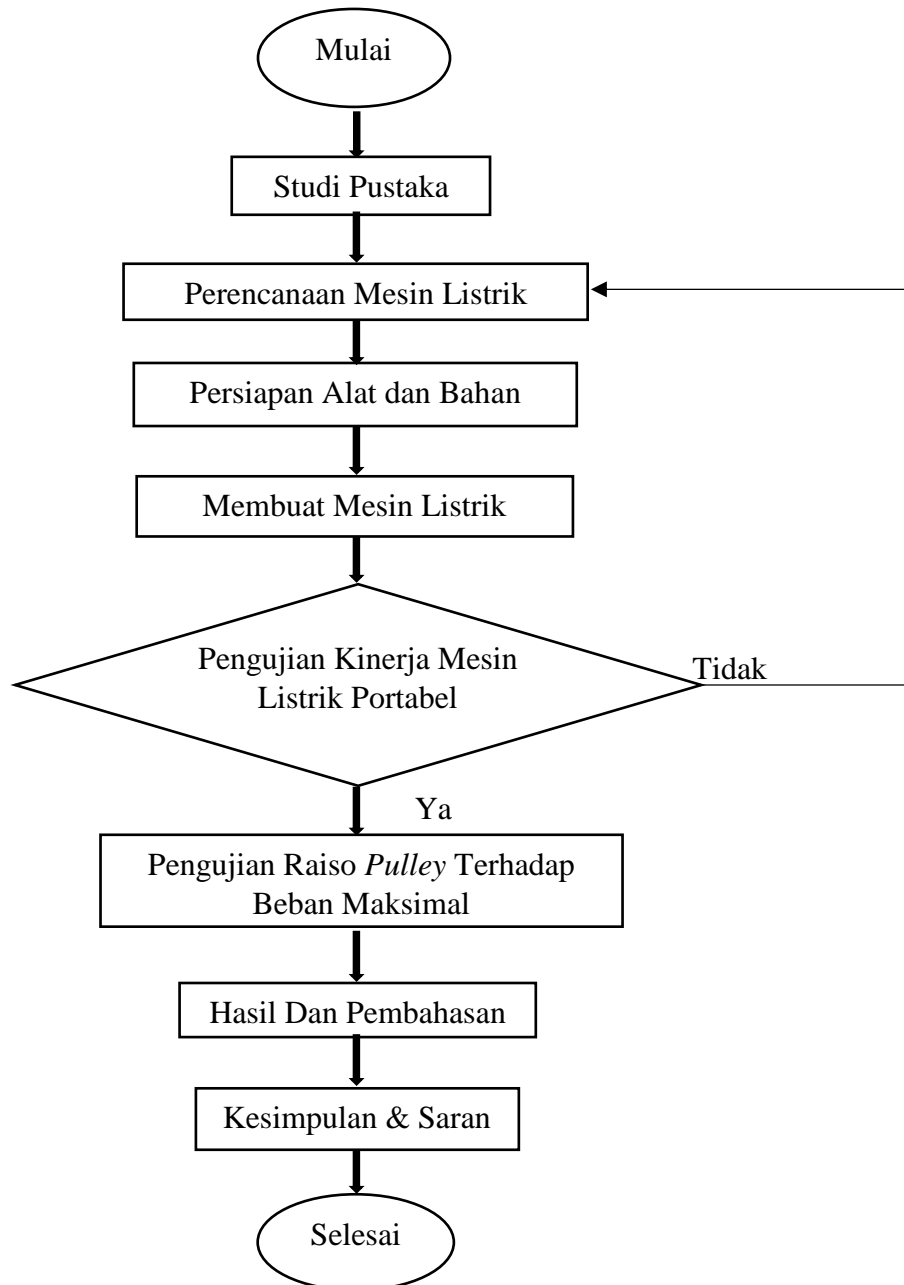 Mulai
Studi Pustaka
Perencanaan Mesin Listrik
Persiapan Alat dan Bahan
Membuat Mesin Listrik
Pengujian Kinerja Mesin
Listrik Portabel
Tidak
Ya
Pengujian Raiso Pulley Terhadap
Beban Maksimal
Hasil Dan Pembahasan
Kesimpulan & Saran
Selesai